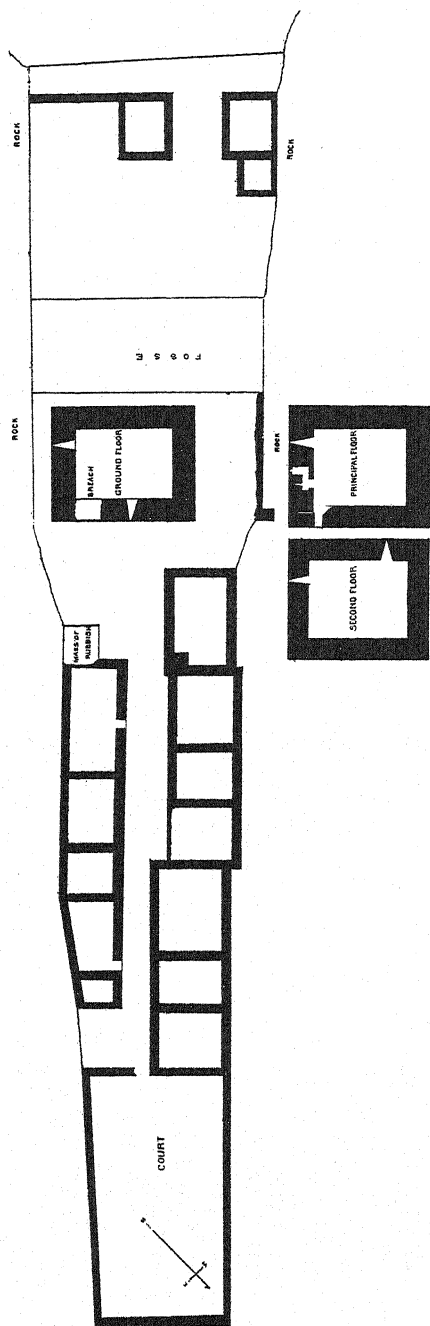 ROCK
ROCK
FOSSE
ROCK
ROCK
BREACH
GROUND FLOOR
PRINCIPAL FLOOR
SECOND FLOOR
MASS OF
RUBBISH
COURT